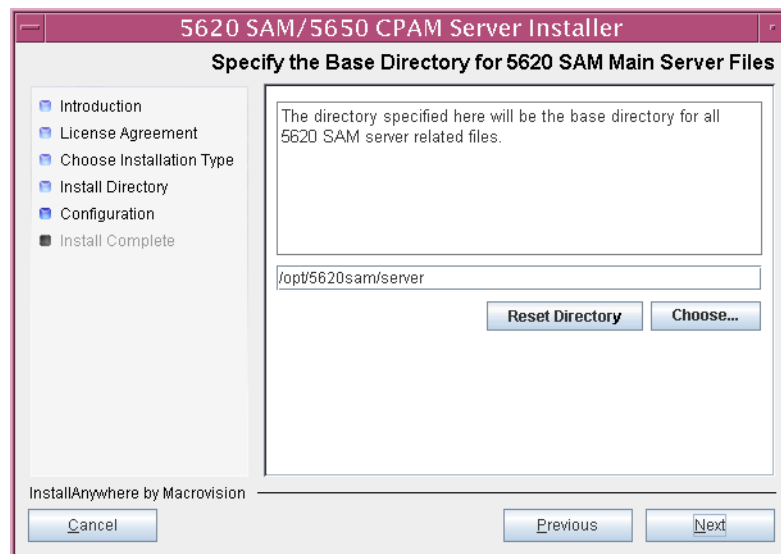 5620 SAM/5650 CPAM Server Installer
Specify the Base Directory for 5620 SAM Main Server Files
Introduction
License Agreement
Choose Installation Type
Install Directory
Configuration
Install Complete
The directory specified here will be the base directory for all
5620 SAM server related files.
/opt/5620sam/server
Reset Directory
Choose...
InstallAnywhere by Macrovision
Cancel
Previous
Next